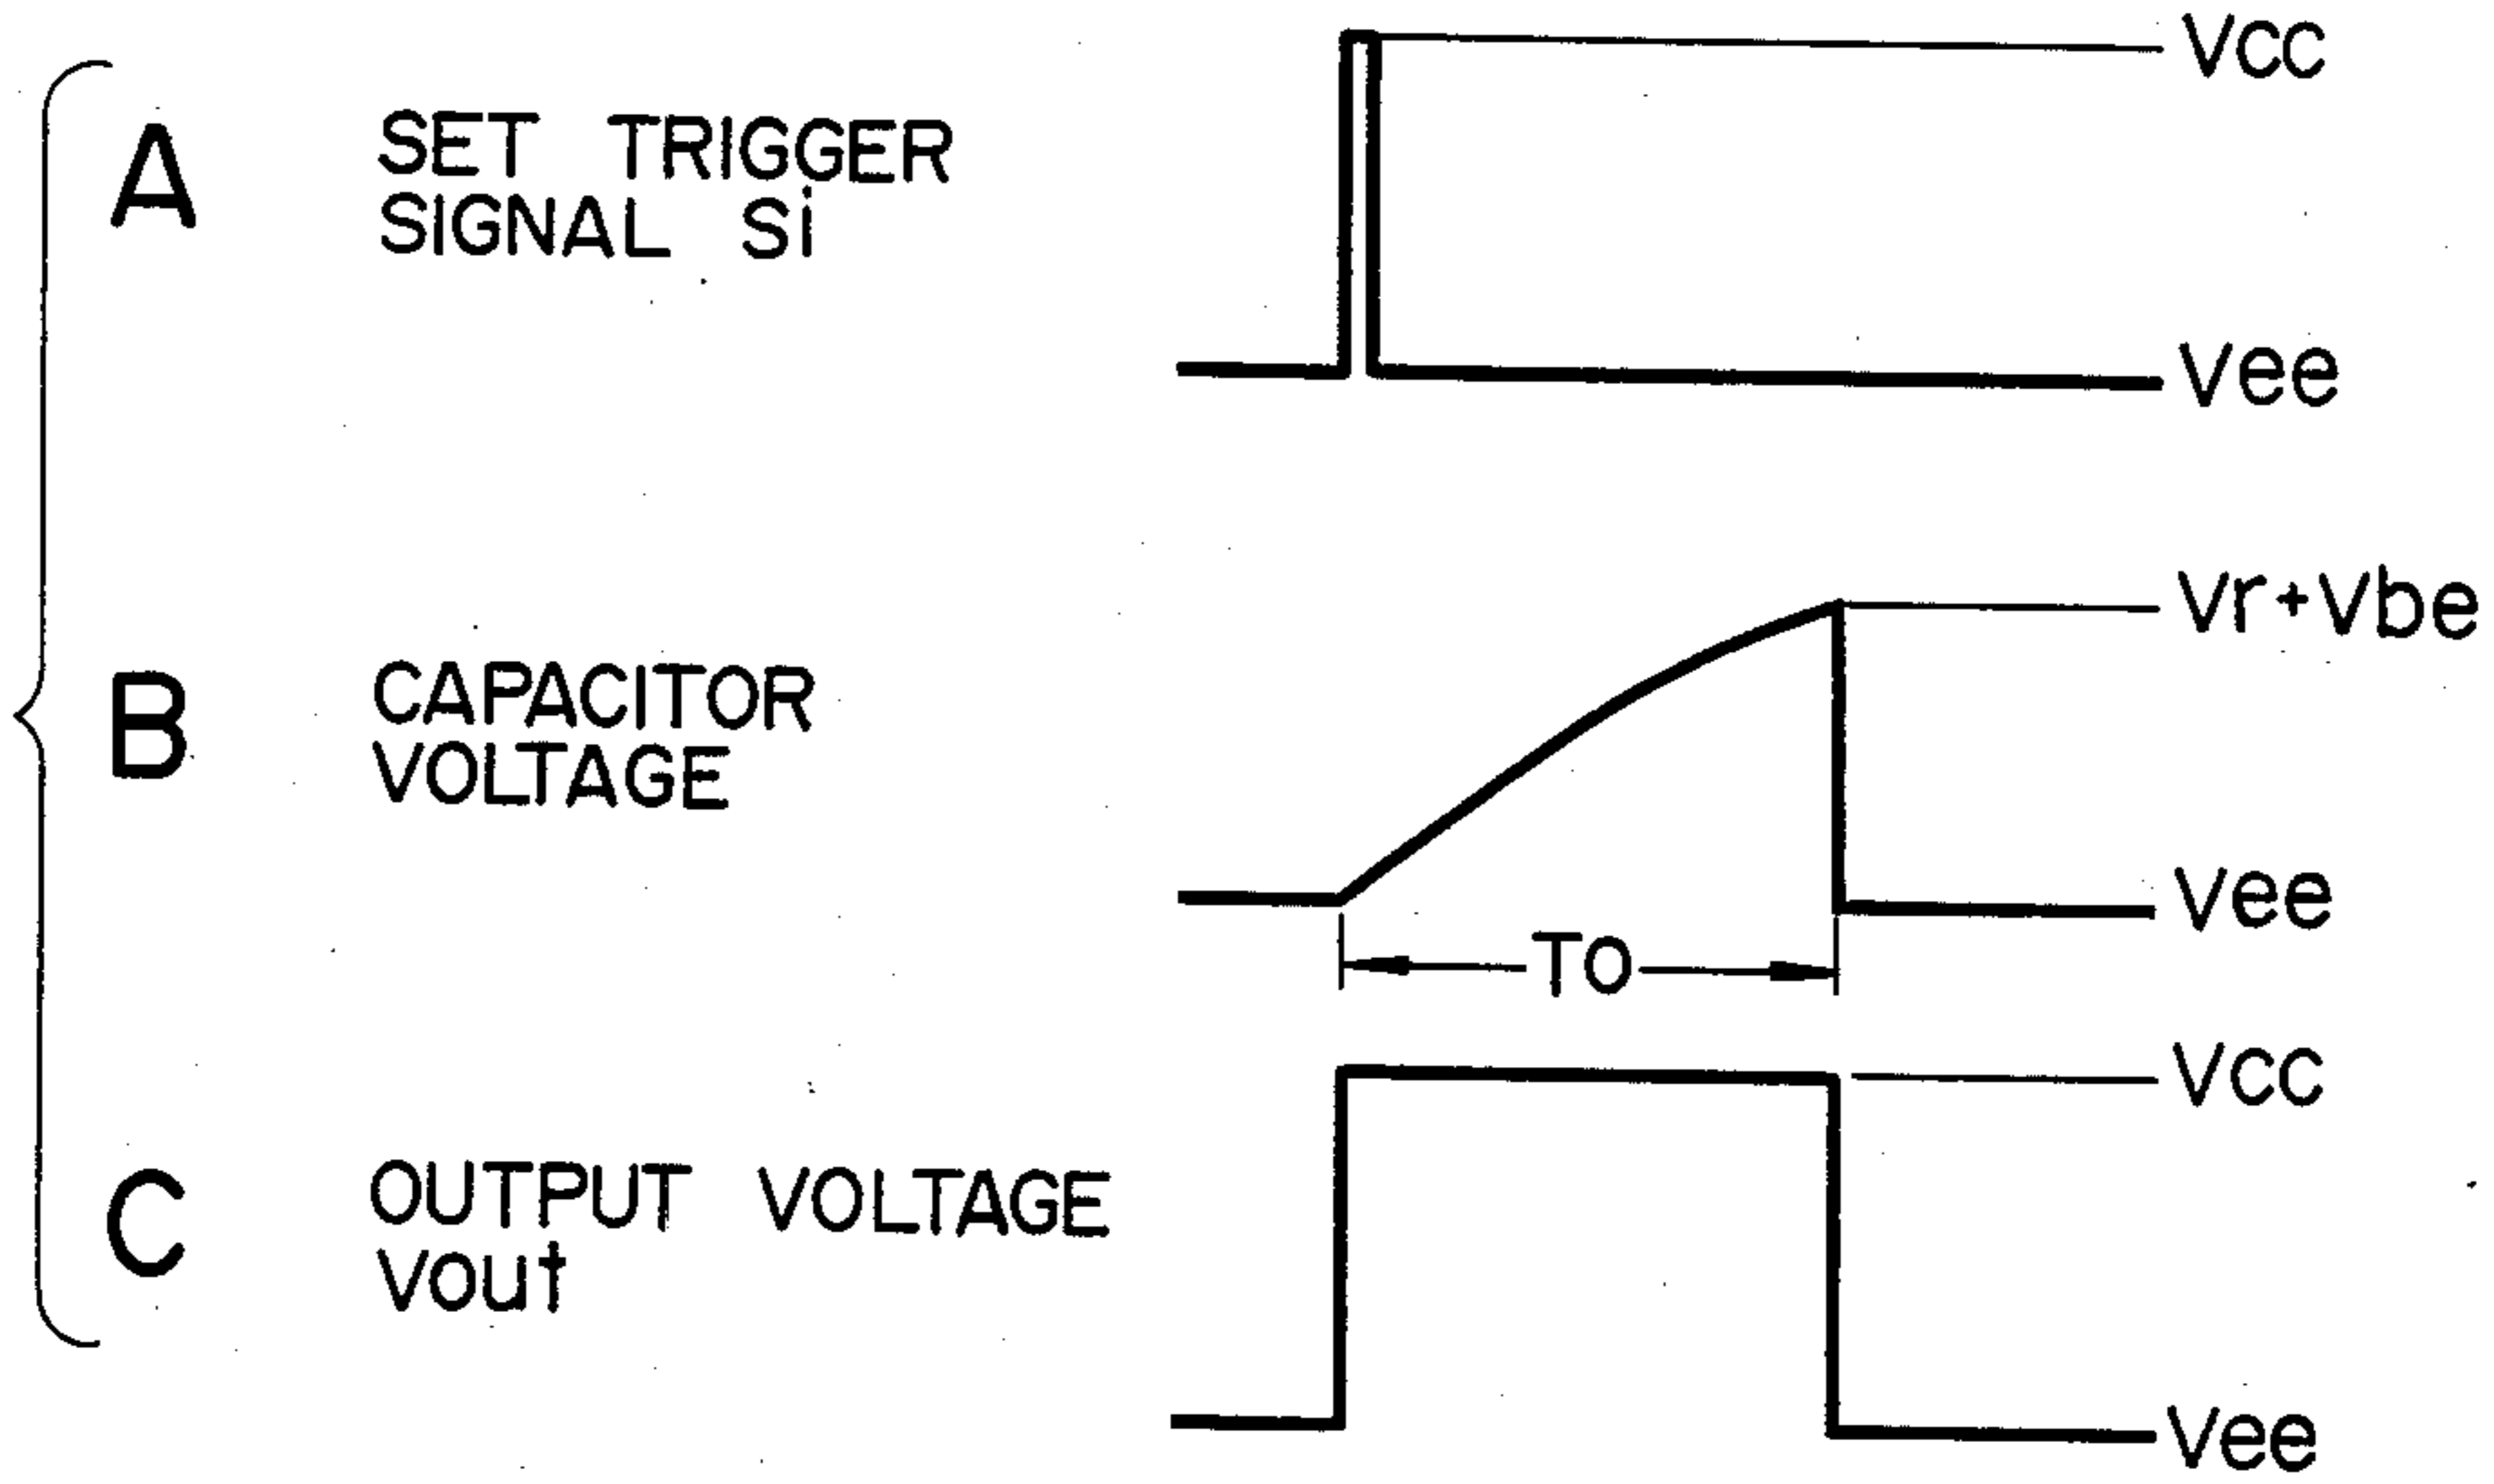 A
SET TRIGGER
SIGNAL Si
Vcc
Vee
B
CAPACITOR
VOLTAGE
Vr+Vbe
Vee
TO
C
OUTPUT VOLTAGE
Vout
Vcc
Vee